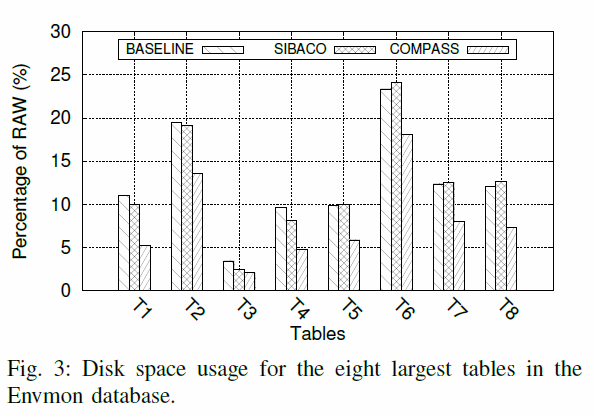 30
BASELINE SIBACO COMPASS
25
20
15
10
5
0
Percentage of RAW (%)
T1 T2 T3 T4 T5 T6 T7 T8
Tables
Fig. 3: Disk space usage for the eight largest tables in the
Envmon database.